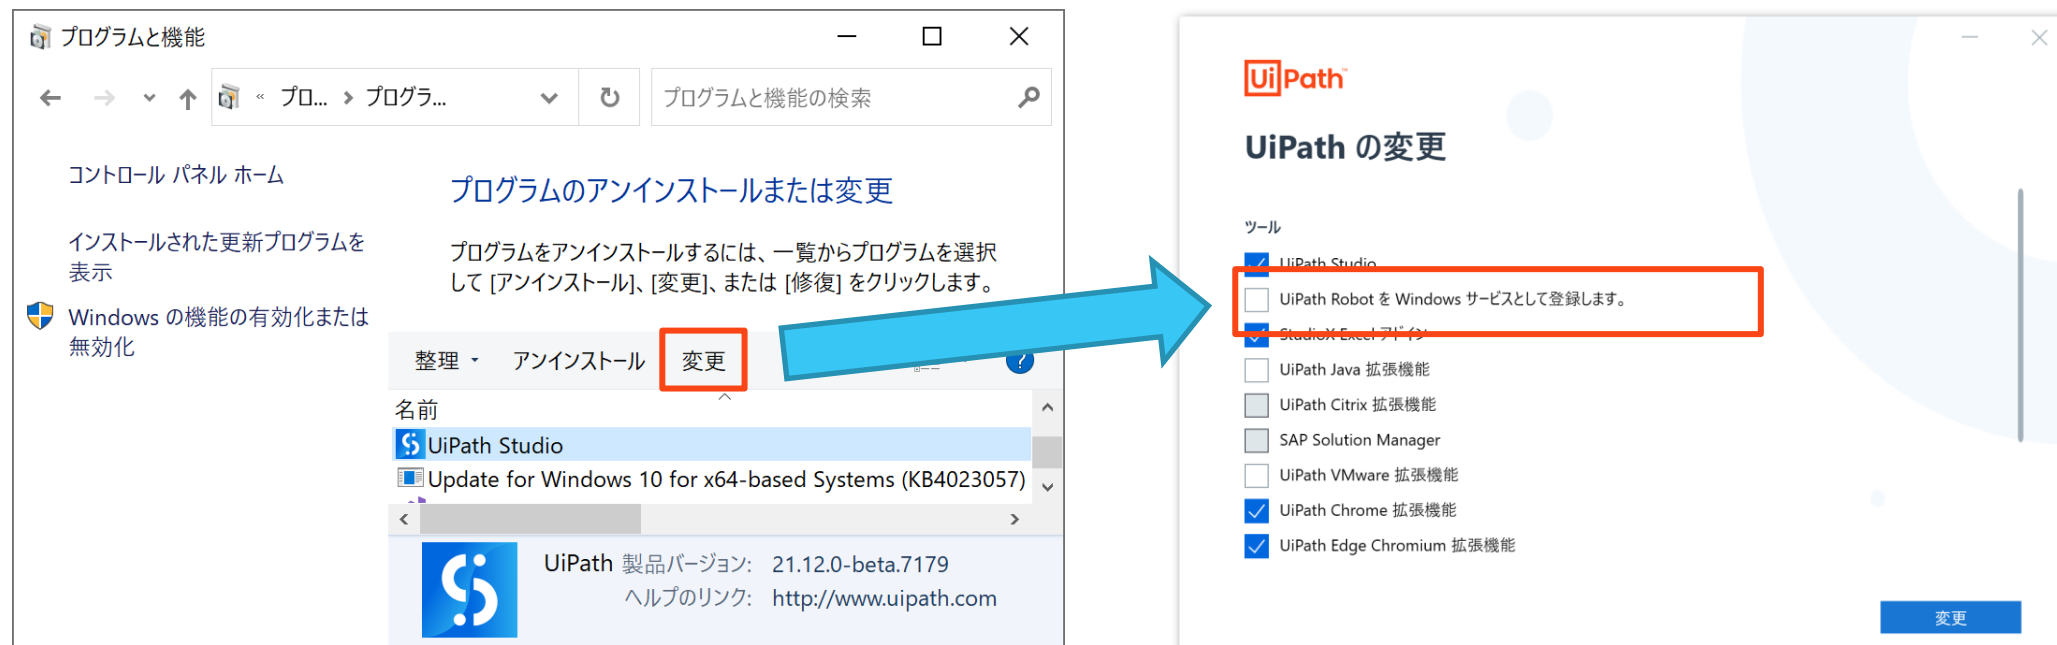 プログラムと機能
« プロ... › プログラ...
プログラムと機能の検索
コントロール パネル ホーム
インストールされた更新プログラムを
表示
Windows の機能の有効化または
無効化
プログラムのアンインストールまたは変更
プログラムをアンインストールするには、一覧からプログラムを選択
して [アンインストール]、[変更]、または [修復] をクリックします。
整理 アンインストール 変更
名前
UiPath Studio
Update for Windows 10 for x64-based Systems (KB4023057)
UiPath 製品バージョン: 21.12.0-beta.7179
ヘルプのリンク: http://www.uipath.com
UiPath™
UiPath の変更
ツール
UiPath Studio
UiPath Robot を Windows サービスとして登録します。
StudioX Excel アドイン
UiPath Java 拡張機能
UiPath Citrix 拡張機能
SAP Solution Manager
UiPath VMware 拡張機能
UiPath Chrome 拡張機能
UiPath Edge Chromium 拡張機能
変更